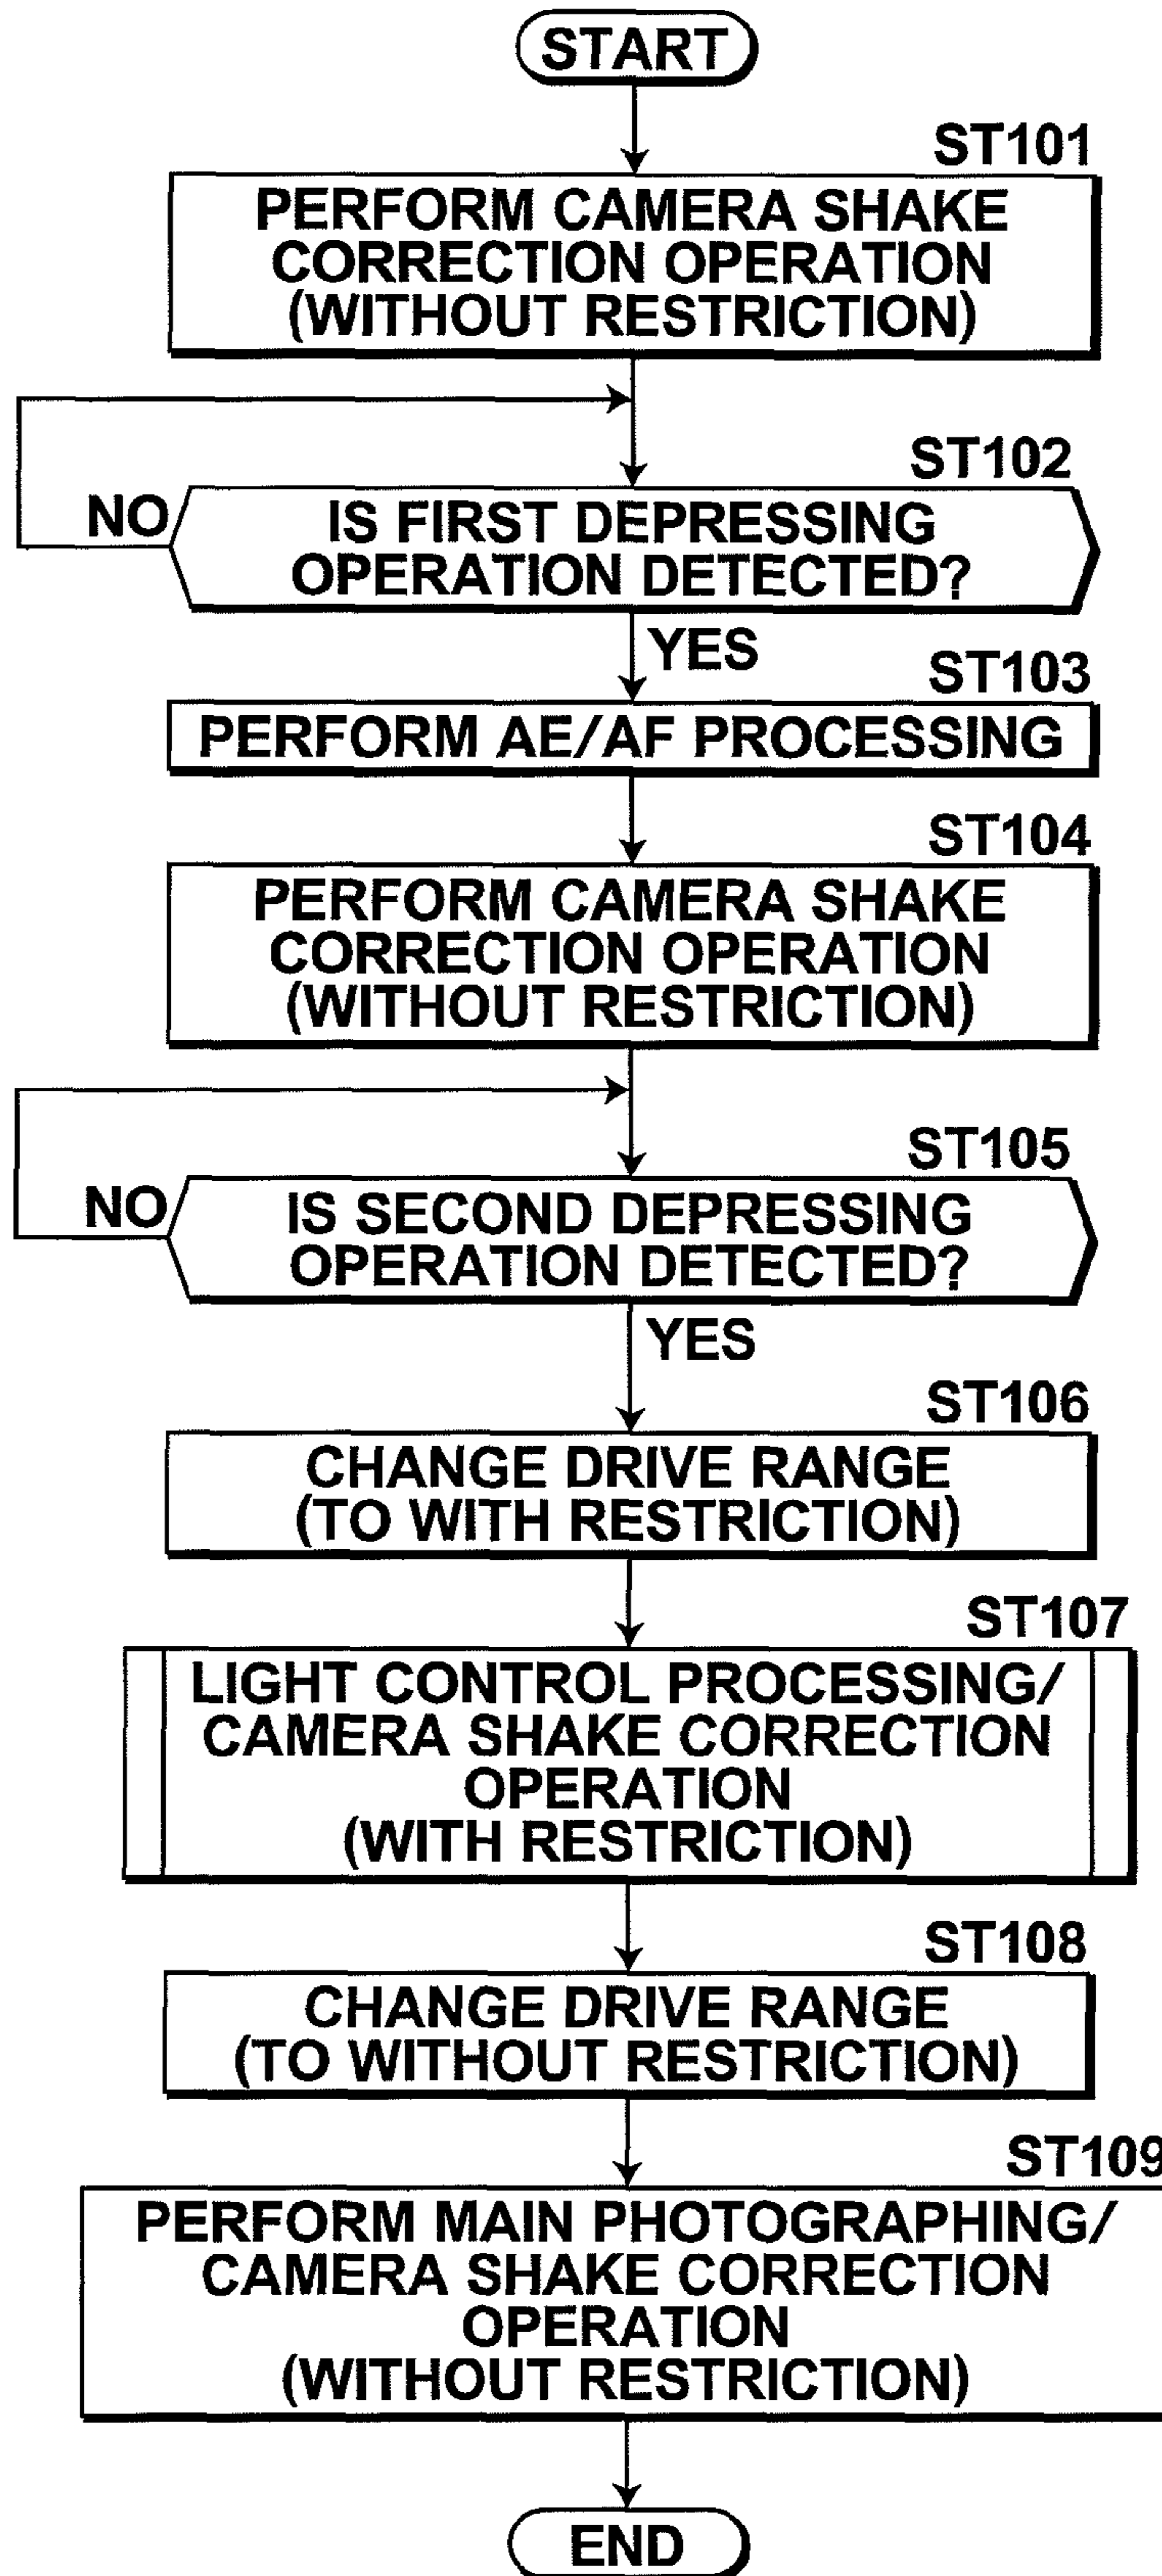 START
ST101
PERFORM CAMERA SHAKE
CORRECTION OPERATION
(WITHOUT RESTRICTION)
ST102
NO
IS FIRST DEPRESSING
OPERATION DETECTED?
YES
ST103
PERFORM AE/AF PROCESSING
ST104
PERFORM CAMERA SHAKE
CORRECTION OPERATION
(WITHOUT RESTRICTION)
ST105
NO
IS SECOND DEPRESSING
OPERATION DETECTED?
YES
ST106
CHANGE DRIVE RANGE
(TO WITH RESTRICTION)
ST107
LIGHT CONTROL PROCESSING/
CAMERA SHAKE CORRECTION
OPERATION
(WITH RESTRICTION)
ST108
CHANGE DRIVE RANGE
(TO WITHOUT RESTRICTION)
ST109
PERFORM MAIN PHOTOGRAPHING/
CAMERA SHAKE CORRECTION
OPERATION
(WITHOUT RESTRICTION)
END